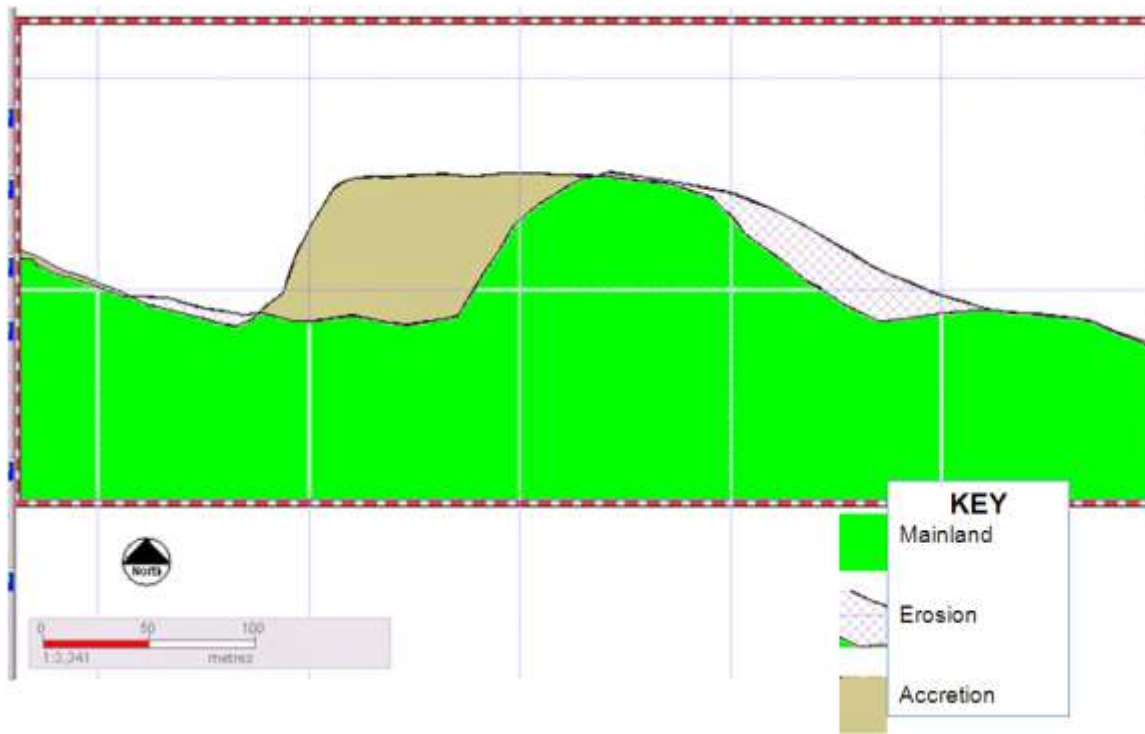 KEY
Mainland
Erosion
Accretion
North
0 50 100
1:3,341 metres